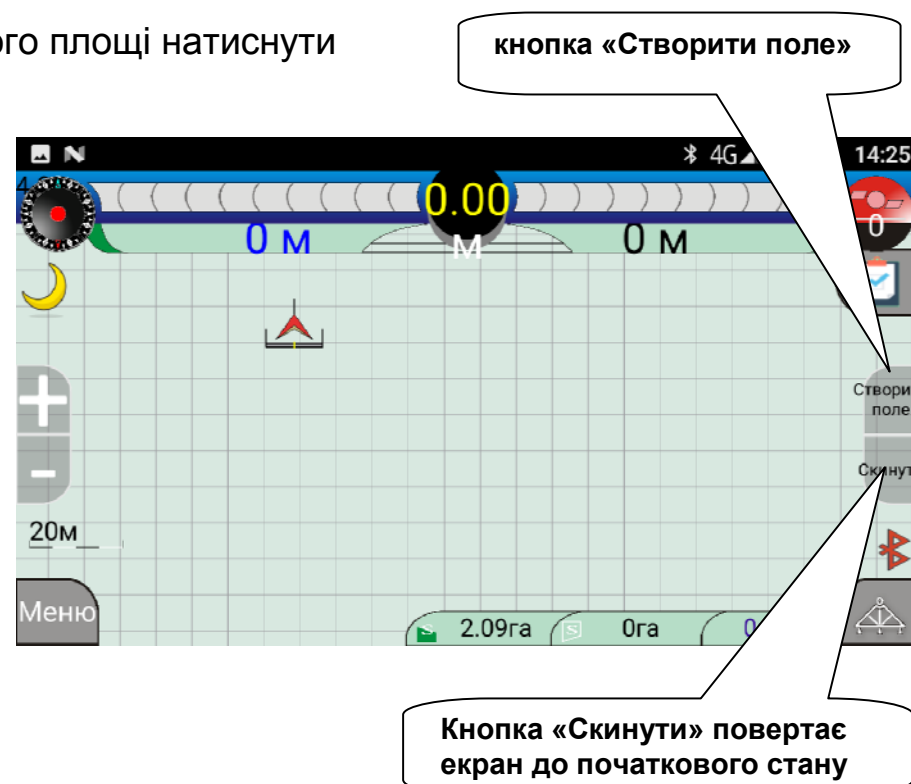 ого площі натиснути
кнопка «Створити поле»
4G
14:25
0.00
м
0 м
0 м
0
Створи
поле
Скинут
20м
Меню
2.09га
0га
0
Кнопка «Скинути» повертає
екран до початкового стану